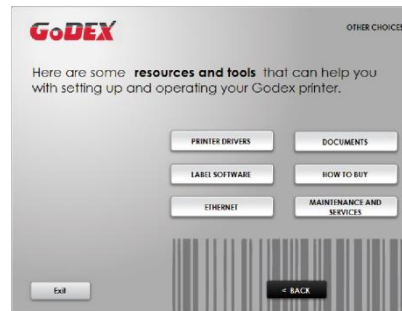 GoDEX
OTHER CHOICES
Here are some resources and tools that can help you
with setting up and operating your Godex printer.
PRINTER DRIVERS
DOCUMENTS
LABEL SOFTWARE
HOW TO BUY
ETHERNET
MAINTENANCE AND
SERVICES
Exit
< BACK